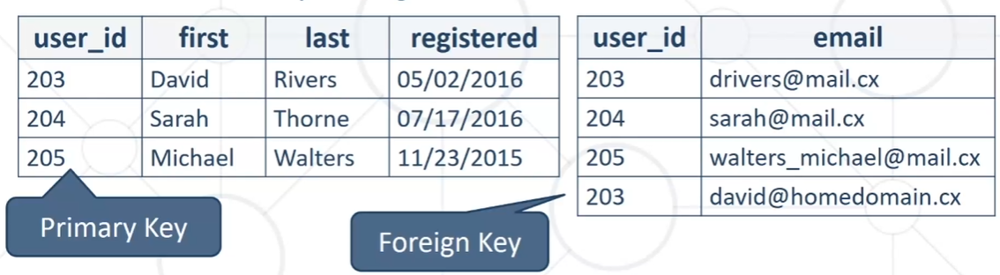 user_id first last registered
203 David Rivers 05/02/2016
204 Sarah Thorne 07/17/2016
205 Michael Walters 11/23/2015
Primary Key
user_id email
203 drivers@mail.cx
204 sarah@mail.cx
205 walters_michael@mail.cx
203 david@homedomain.cx
Foreign Key